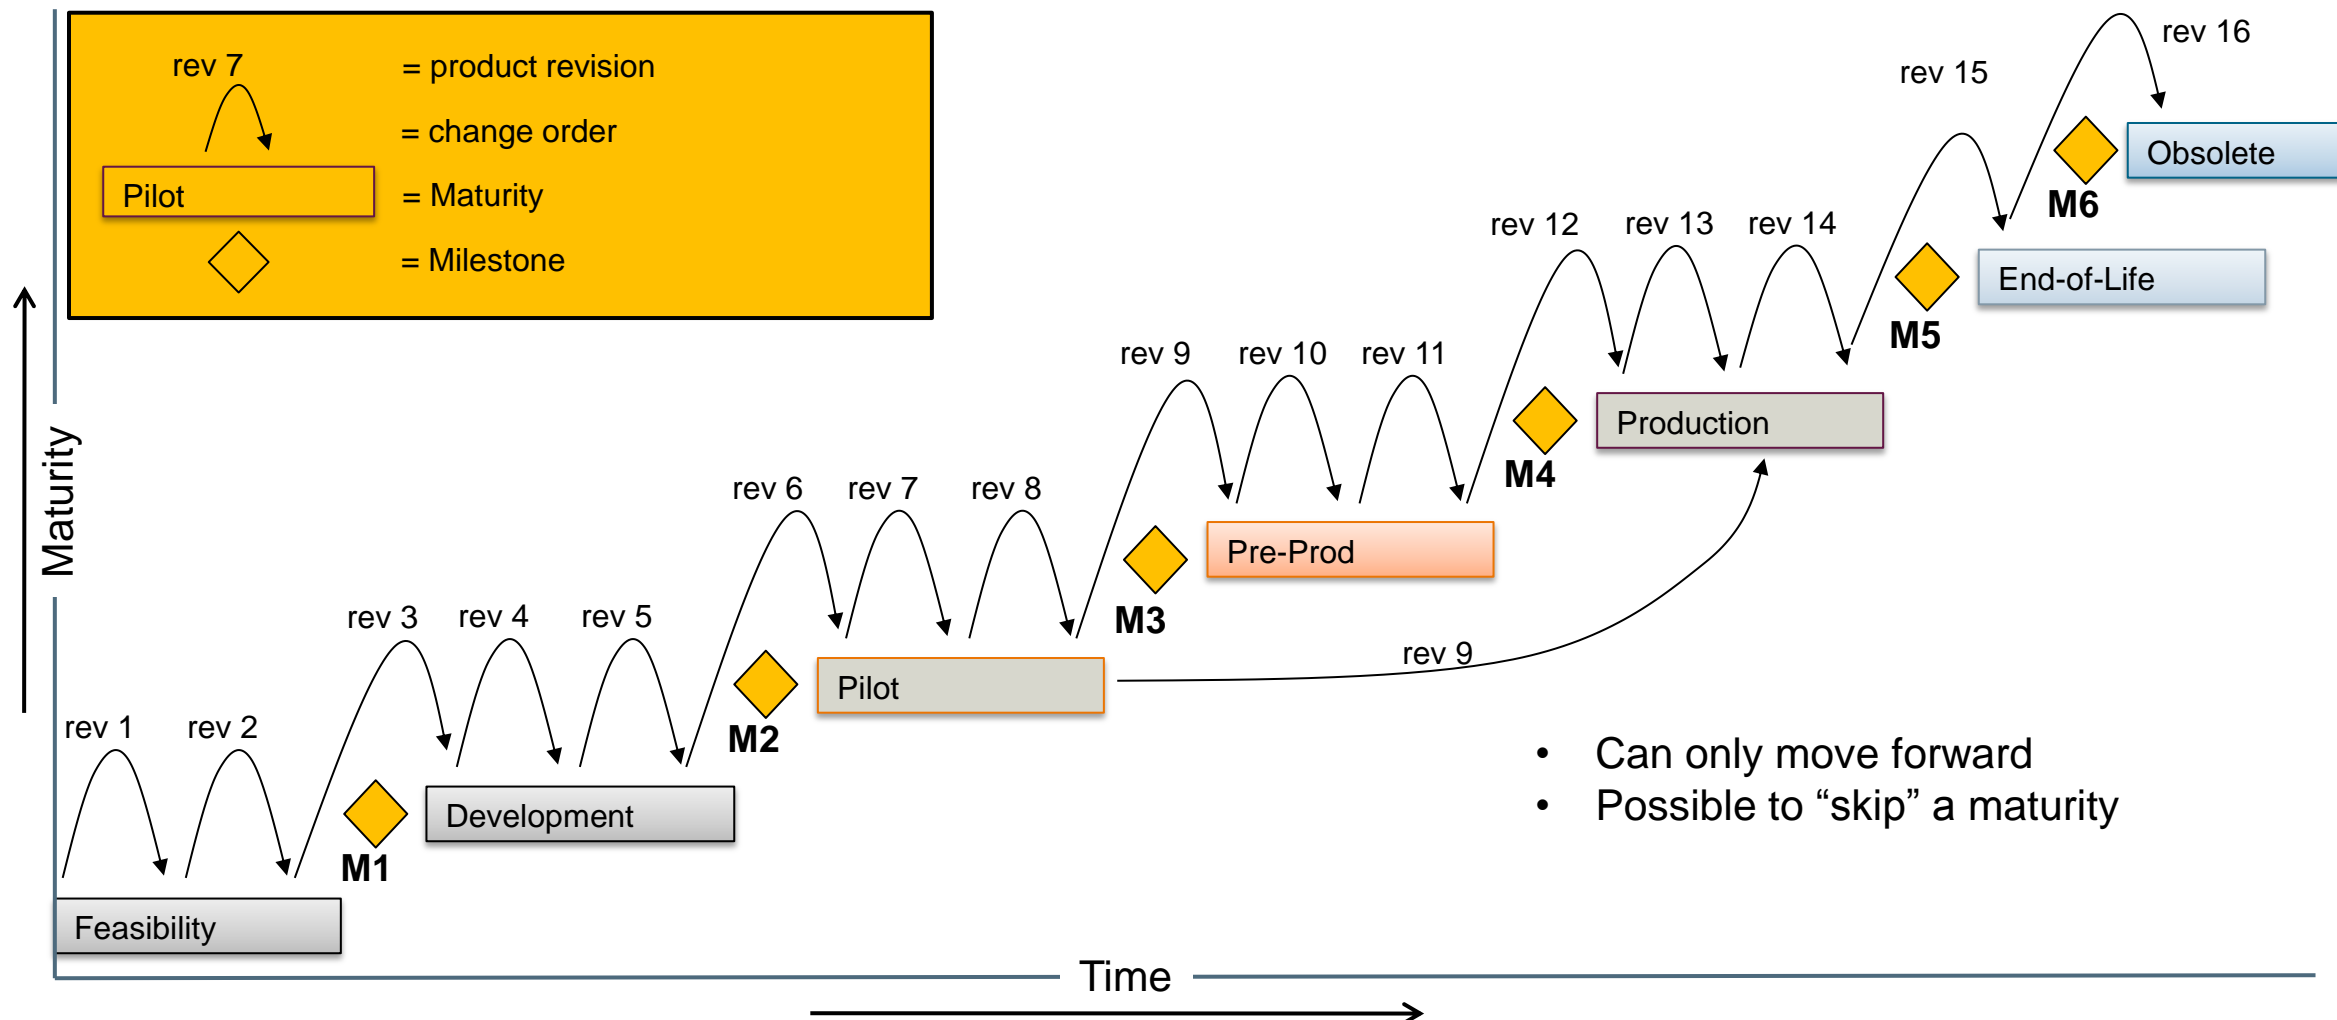 rev 7
= product revision
= change order
Pilot
= Maturity
= Milestone
rev 16
rev 15
Obsolete
M6
rev 12
rev 13
rev 14
End-of-Life
M5
rev 9
rev 10
rev 11
Production
M4
Maturity
rev 6
rev 7
rev 8
Pre-Prod
M3
rev 3
rev 4
rev 5
rev 9
Pilot
M2
rev 1
rev 2
• Can only move forward
• Possible to “skip” a maturity
Development
M1
Feasibility
Time